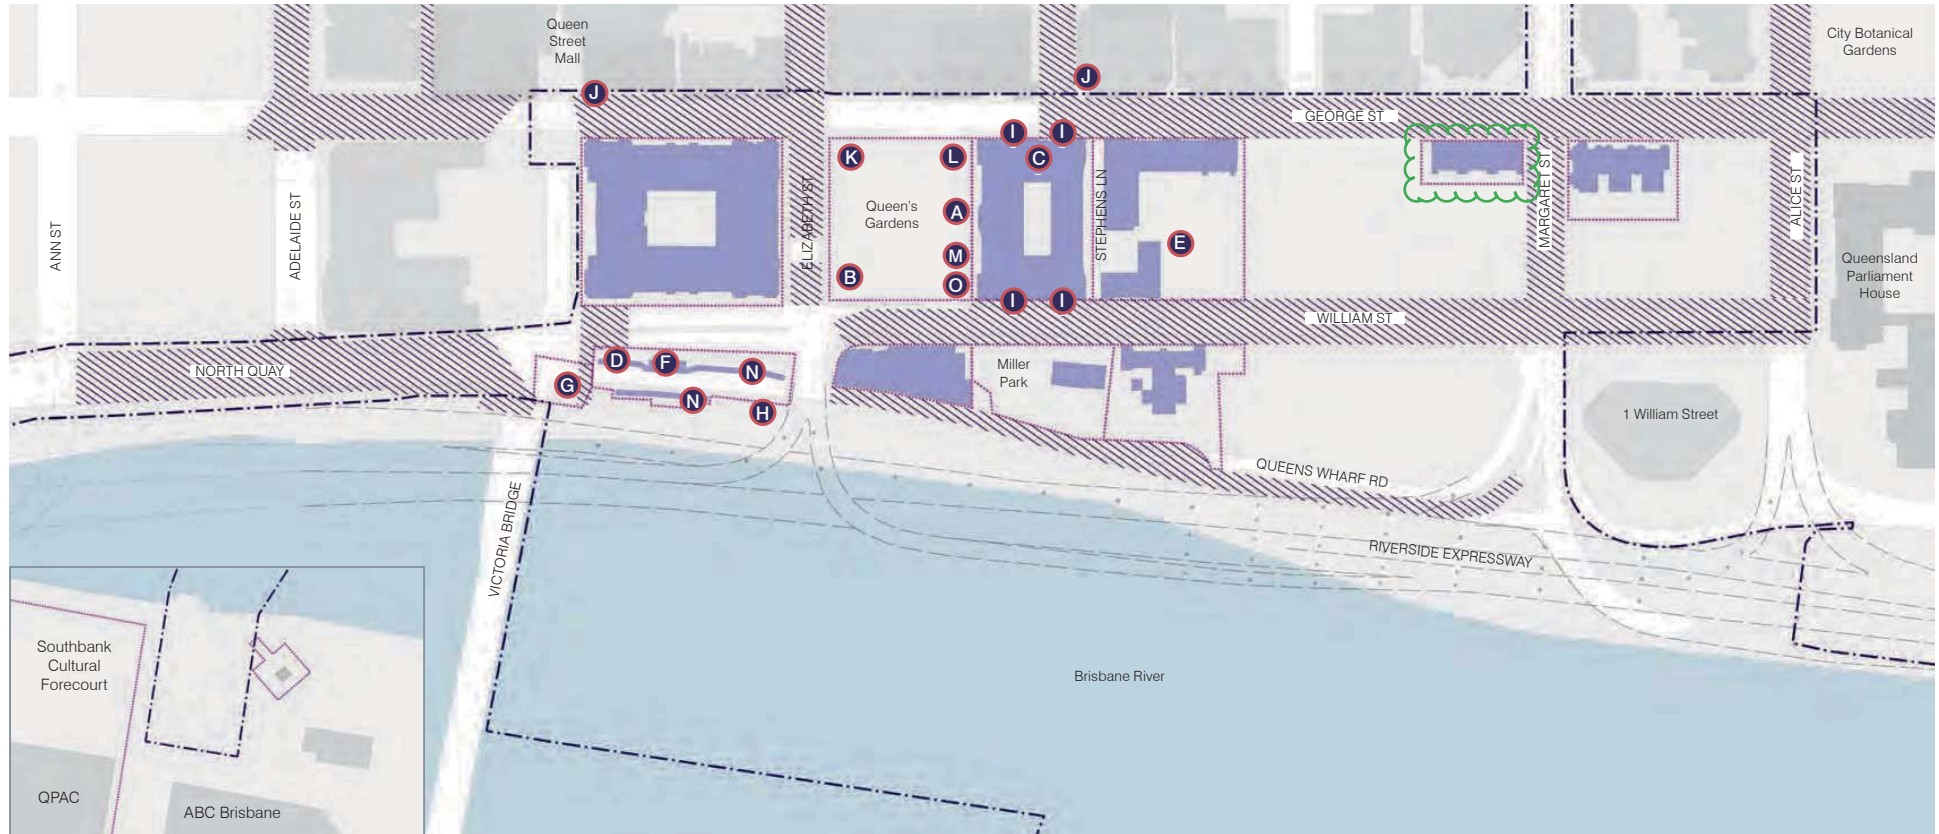 Queen
Street
Mall
City Botanical
Gardens
J
J
GEORGE ST
I
I
K
L
C
ANN ST
ADELAIDE ST
ELIZABETH ST
Queen's
Gardens
A
STEPHENS LN
E
MARGARET ST
ALICE ST
M
B
O
Queensland
Parliament
House
I
I
WILLIAM ST
NORTH QUAY
D
F
N
G
N
H
Miller
Park
1 William Street
QUEENS WHARF RD
VICTORIA BRIDGE
RIVERSIDE EXPRESSWAY
Brisbane River
Southbank
Cultural
Forecourt
QPAC
ABC Brisbane